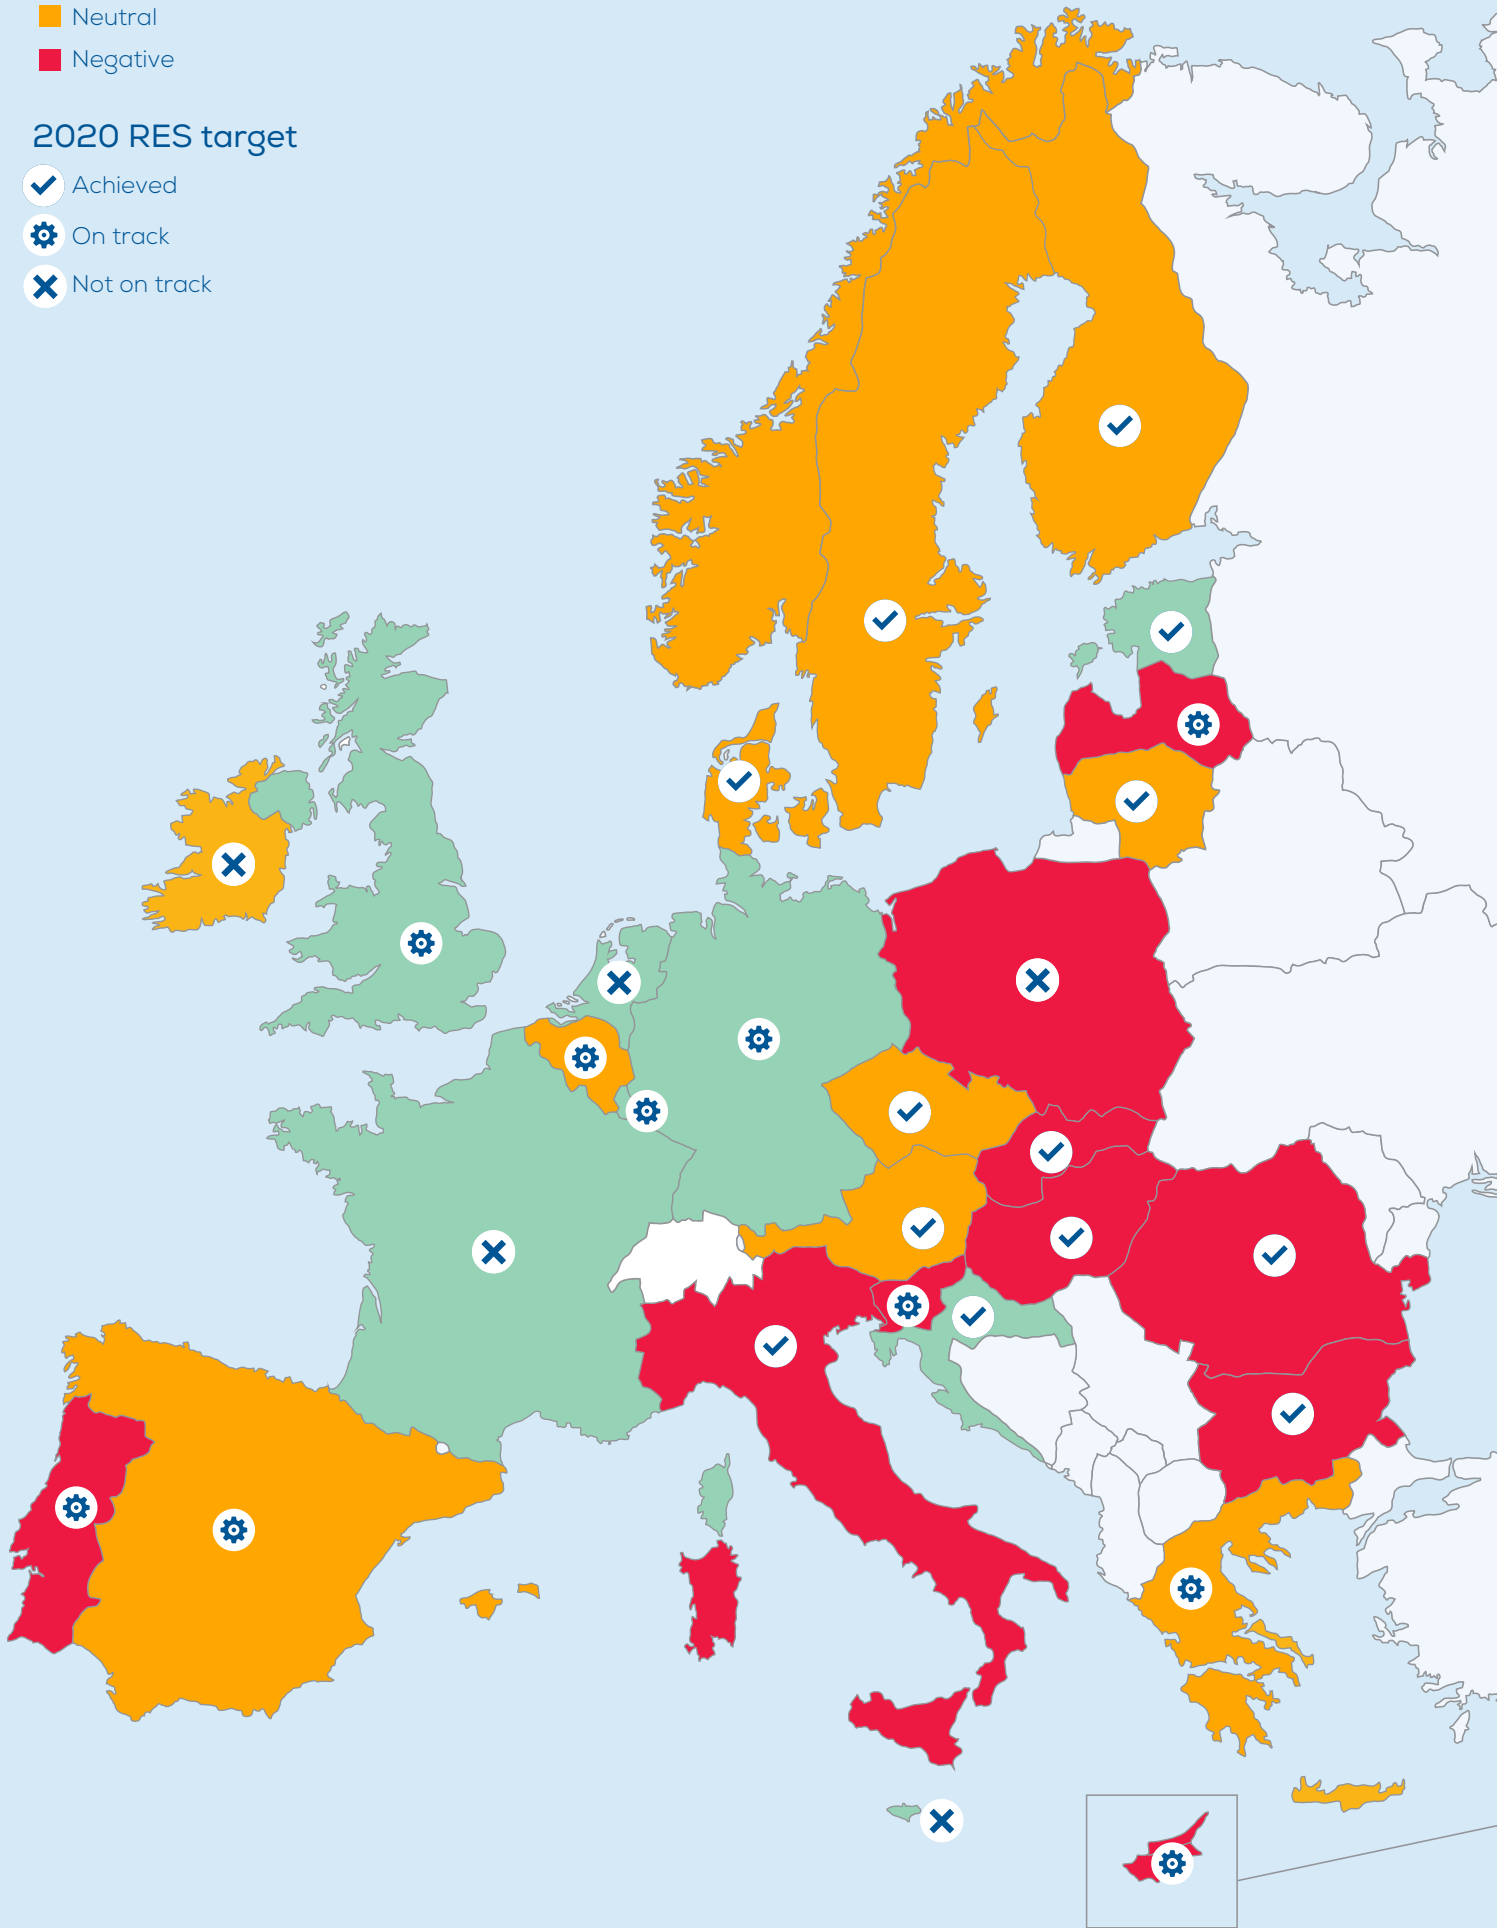 Neutral
Negative
2020 RES target
Achieved
On track
Not on track